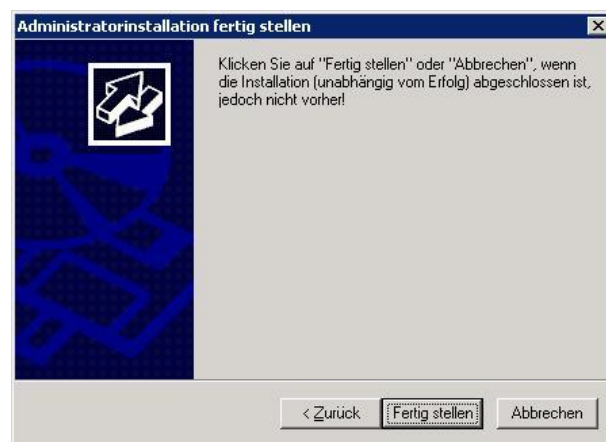 Administratorinstallation fertig stellen
Klicken Sie auf "Fertig stellen" oder "Abbrechen", wenn
die Installation (unabhängig vom Erfolg) abgeschlossen ist,
jedoch nicht vorher!
< Zurück Fertig stellen Abbrechen